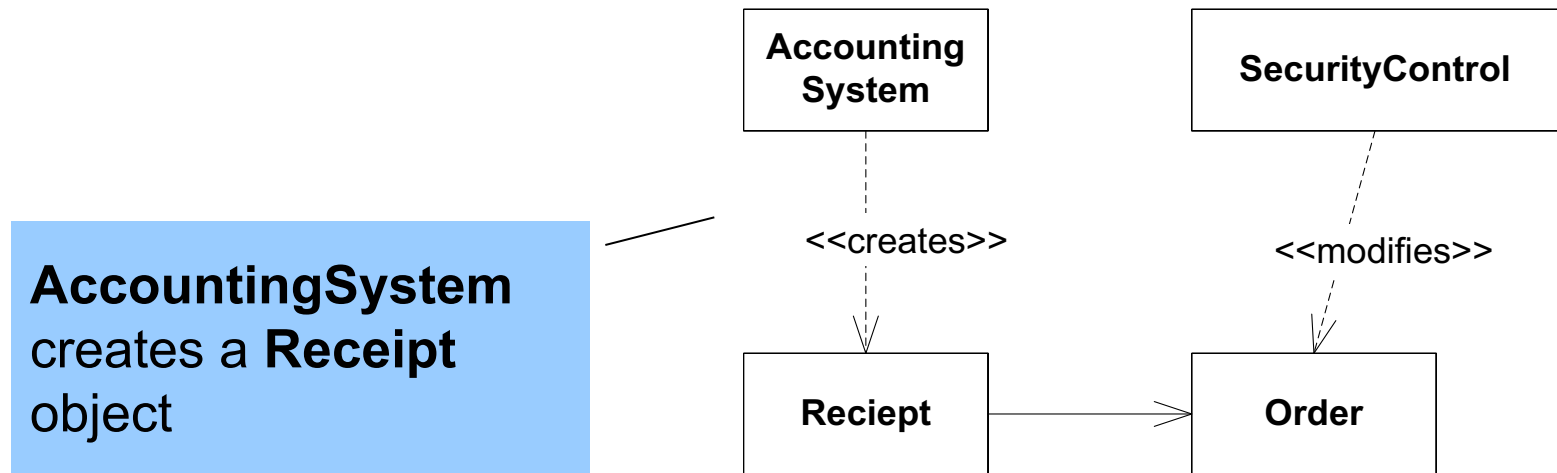 Accounting
System
SecurityControl
<<creates>>
<<modifies>>
AccountingSystem
creates a Receipt
object
Reciept
Order